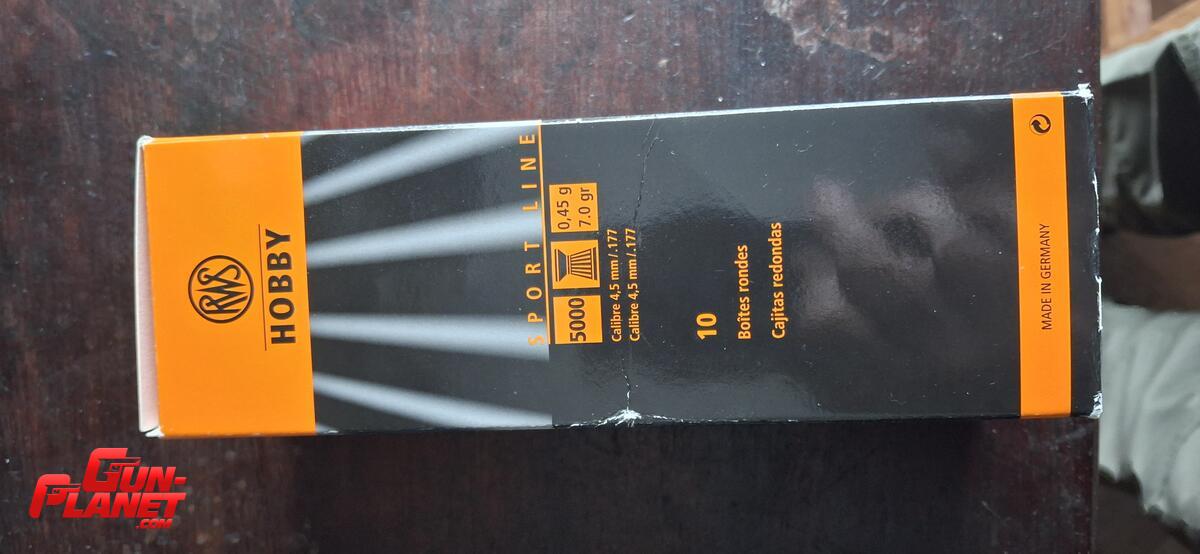 RWS
HOBBY
SPORT LINE
5000
0,45 g
7.0 gr
Calibre 4,5 mm / .177
Calibre 4,5 mm / .177
10
Boîtes rondes
Cajitas redondas
MADE IN GERMANY
GUN-
PLANET
.COM